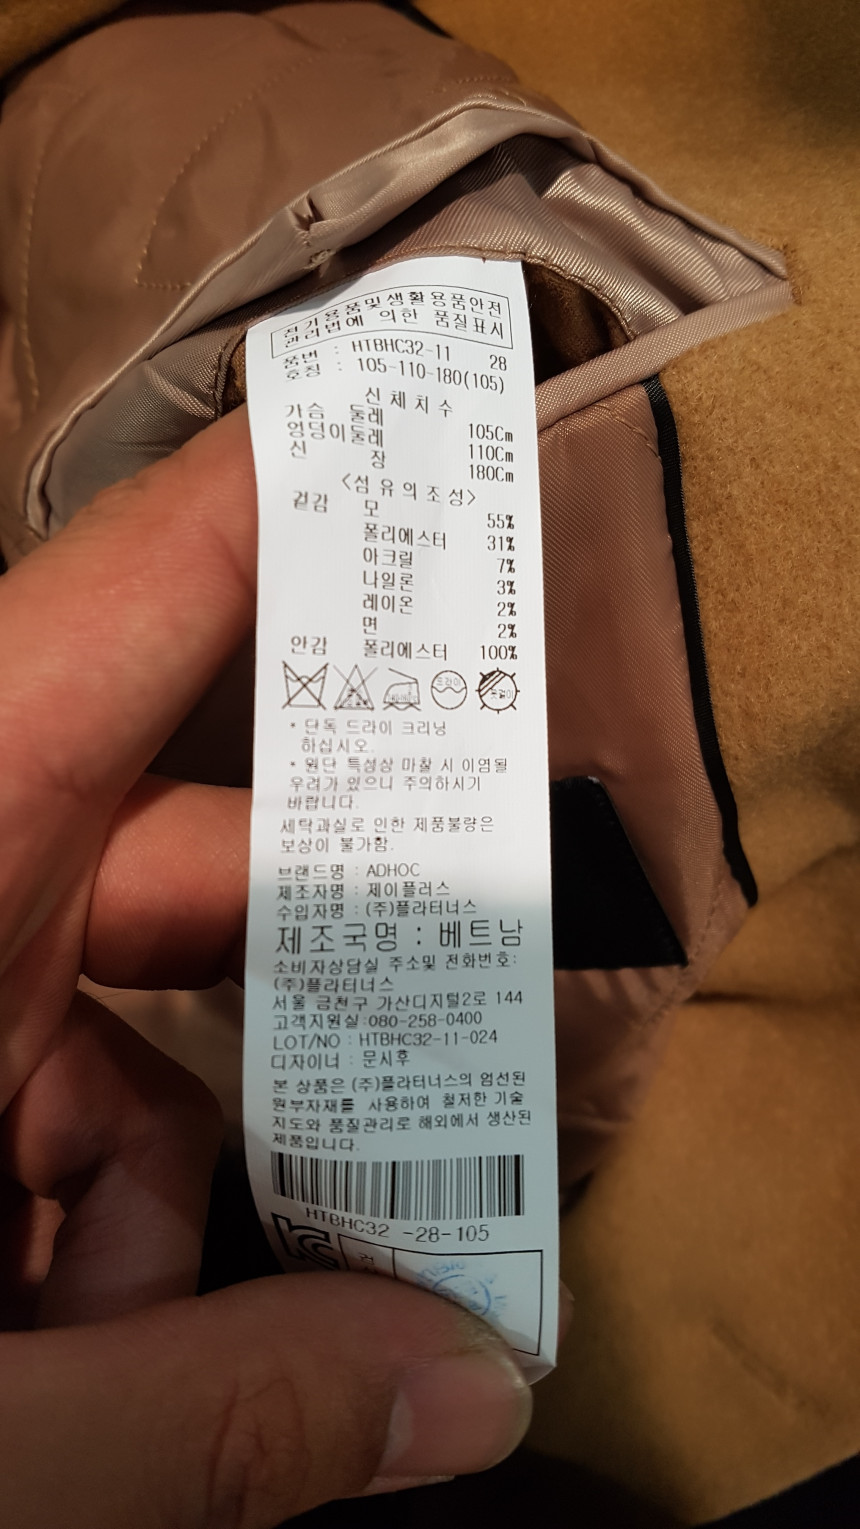 전기용품및생활용품안전
관리법에 의한 품질표시
품번 : HTBHC32-11 28
호칭 : 105-110-180(105)
신체치수
가슴 둘레 105Cm
엉덩이둘레 110Cm
신 장 180Cm
<섬유의조성>
겉감 모 55%
폴리에스터 31%
아크릴 7%
나일론 3%
레이온 2%
면 2%
안감 폴리에스터 100%
드라이
옷걸이
* 단독 드라이 크리닝
하십시오.
* 원단 특성상 마찰 시 이염될
우려가 있으니 주의하시기
바랍니다.
세탁과실로 인한 제품불량은
보상이 불가함.
브랜드명 : ADHOC
제조자명 : 제이플러스
수입자명 : (주)플라터너스
제조국명 : 베트남
소비자상담실 주소및 전화번호:
(주)플라터너스
서울 금천구 가산디지털2로 144
고객지원실:080-258-0400
LOT/NO : HTBHC32-11-024
디자이너 : 문시후
본 상품은 (주)플라터너스의 엄선된
원부자재를 사용하여 철저한 기술
지도와 품질관리로 해외에서 생산된
제품입니다.
HTBHC32 -28-105